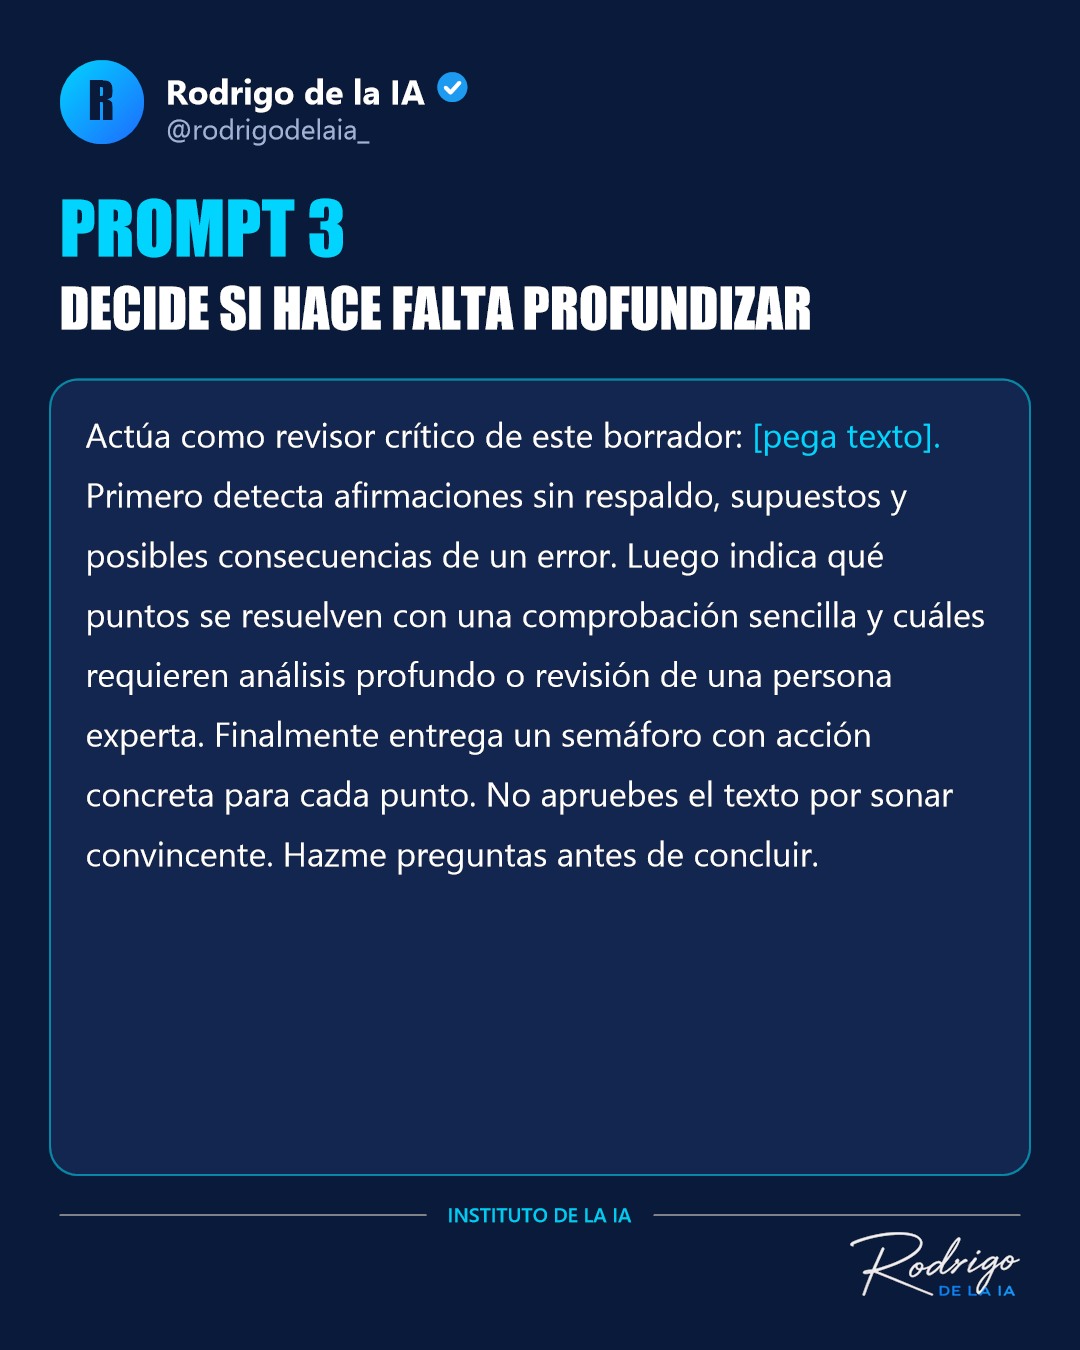 R
Rodrigo de la IA
@rodrigodelaia_
PROMPT 3
DECIDE SI HACE FALTA PROFUNDIZAR
Actúa como revisor crítico de este borrador: [pega texto].
Primero detecta afirmaciones sin respaldo, supuestos y
posibles consecuencias de un error. Luego indica qué
puntos se resuelven con una comprobación sencilla y cuáles
requieren análisis profundo o revisión de una persona
experta. Finalmente entrega un semáforo con acción
concreta para cada punto. No apruebes el texto por sonar
convincente. Hazme preguntas antes de concluir.
INSTITUTO DE LA IA
Rodrigo
DE LA IA